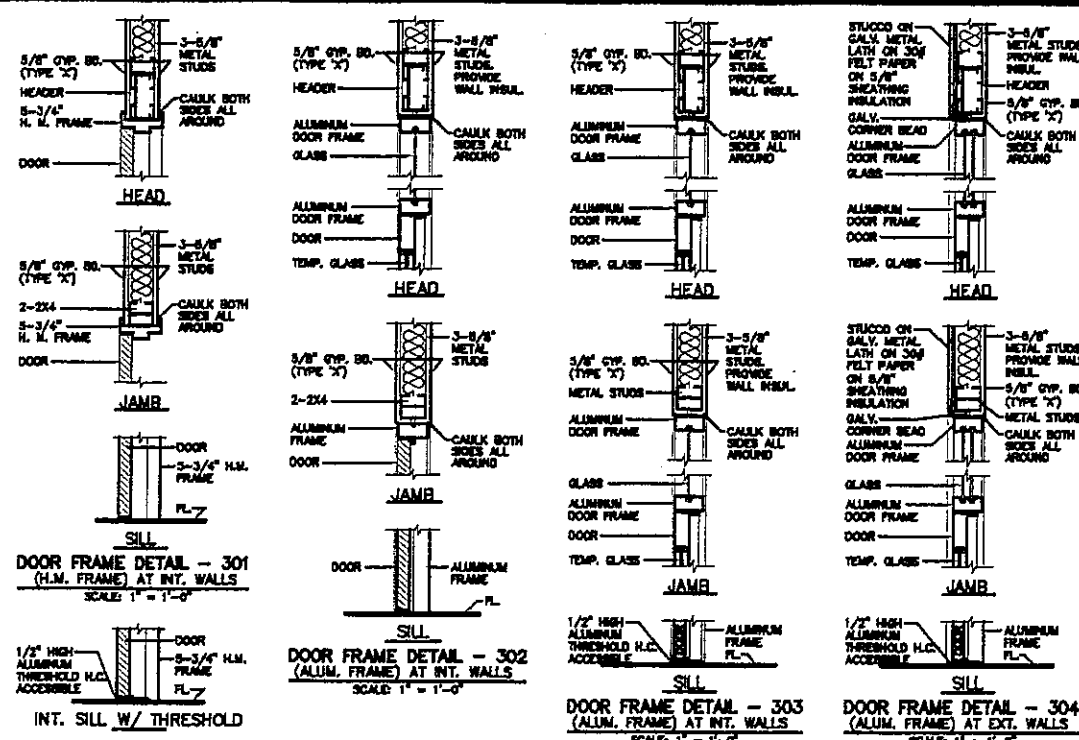 5/8" GYP. BD.
(TYPE 'X')
HEADER
5-3/4"
H. M. FRAME
DOOR
3-5/8"
METAL
STUDS
CAULK BOTH
SIDES ALL
AROUND
HEAD
5/8" GYP. BD.
(TYPE 'X')
2-2X4
5-3/4"
H. M. FRAME
DOOR
3-5/8"
METAL
STUDS
CAULK BOTH
SIDES ALL
AROUND
JAMB
DOOR
5-3/4" H.M.
FRAME
FL.
SILL
DOOR FRAME DETAIL - 301
(H.M. FRAME) AT INT. WALLS
SCALE: 1" = 1'-0"
1/2" HIGH
ALUMINUM
THRESHOLD H.C.
ACCESSIBLE
DOOR
5-3/4" H.M.
FRAME
FL.
INT. SILL W/ THRESHOLD
5/8" GYP. BD.
(TYPE 'X')
HEADER
ALUMINUM
DOOR FRAME
GLASS
ALUMINUM
DOOR FRAME
DOOR
TEMP. GLASS
3-5/8"
METAL
STUDS.
PROVIDE
WALL INSUL.
CAULK BOTH
SIDES ALL
AROUND
HEAD
5/8" GYP. BD.
(TYPE 'X')
2-2X4
ALUMINUM
FRAME
DOOR
3-5/8"
METAL
STUDS
CAULK BOTH
SIDES ALL
AROUND
JAMB
DOOR
ALUMINUM
FRAME
FL.
SILL
DOOR FRAME DETAIL - 302
(ALUM. FRAME) AT INT. WALLS
SCALE: 1" = 1'-0"
5/8" GYP. BD.
(TYPE 'X')
HEADER
ALUMINUM
DOOR FRAME
GLASS
ALUMINUM
DOOR FRAME
DOOR
TEMP. GLASS
3-5/8"
METAL
STUDS.
PROVIDE
WALL INSUL.
CAULK BOTH
SIDES ALL
AROUND
HEAD
5/8" GYP. BD.
(TYPE 'X')
METAL STUDS
ALUMINUM
DOOR FRAME
GLASS
ALUMINUM
DOOR FRAME
DOOR
TEMP. GLASS
3-5/8"
METAL
STUDS.
PROVIDE
WALL INSUL.
CAULK BOTH
SIDES ALL
AROUND
JAMB
1/2" HIGH
ALUMINUM
THRESHOLD H.C.
ACCESSIBLE
ALUMINUM
FRAME
FL.
SILL
DOOR FRAME DETAIL - 303
(ALUM. FRAME) AT INT. WALLS
SCALE: 1" = 1'-0"
STUCCO ON
GALV. METAL
LATH ON 30#
FELT PAPER
ON 5/8"
SHEATHING
INSULATION
GALV.
CORNER BEAD
ALUMINUM
DOOR FRAME
GLASS
ALUMINUM
DOOR FRAME
DOOR
TEMP. GLASS
3-5/8"
METAL STUDS
PROVIDE
INSUL.
HEADER
5/8" GYP.
(TYPE 'X')
CAULK BOTH
SIDES ALL
AROUND
HEAD
STUCCO ON
GALV. METAL
LATH ON 30#
FELT PAPER
ON 5/8"
SHEATHING
INSULATION
GALV.
CORNER BEAD
ALUMINUM
DOOR FRAME
GLASS
ALUMINUM
DOOR FRAME
DOOR
TEMP. GLASS
3-5/8"
METAL STUDS
PROVIDE
INSUL.
5/8" GYP.
(TYPE 'X')
METAL STUDS
CAULK BOTH
SIDES ALL
AROUND
JAMB
1/2" HIGH
ALUMINUM
THRESHOLD H.C.
ACCESSIBLE
ALUMINUM
FRAME
FL.
SILL
DOOR FRAME DETAIL - 304
(ALUM. FRAME) AT EXT. WALLS